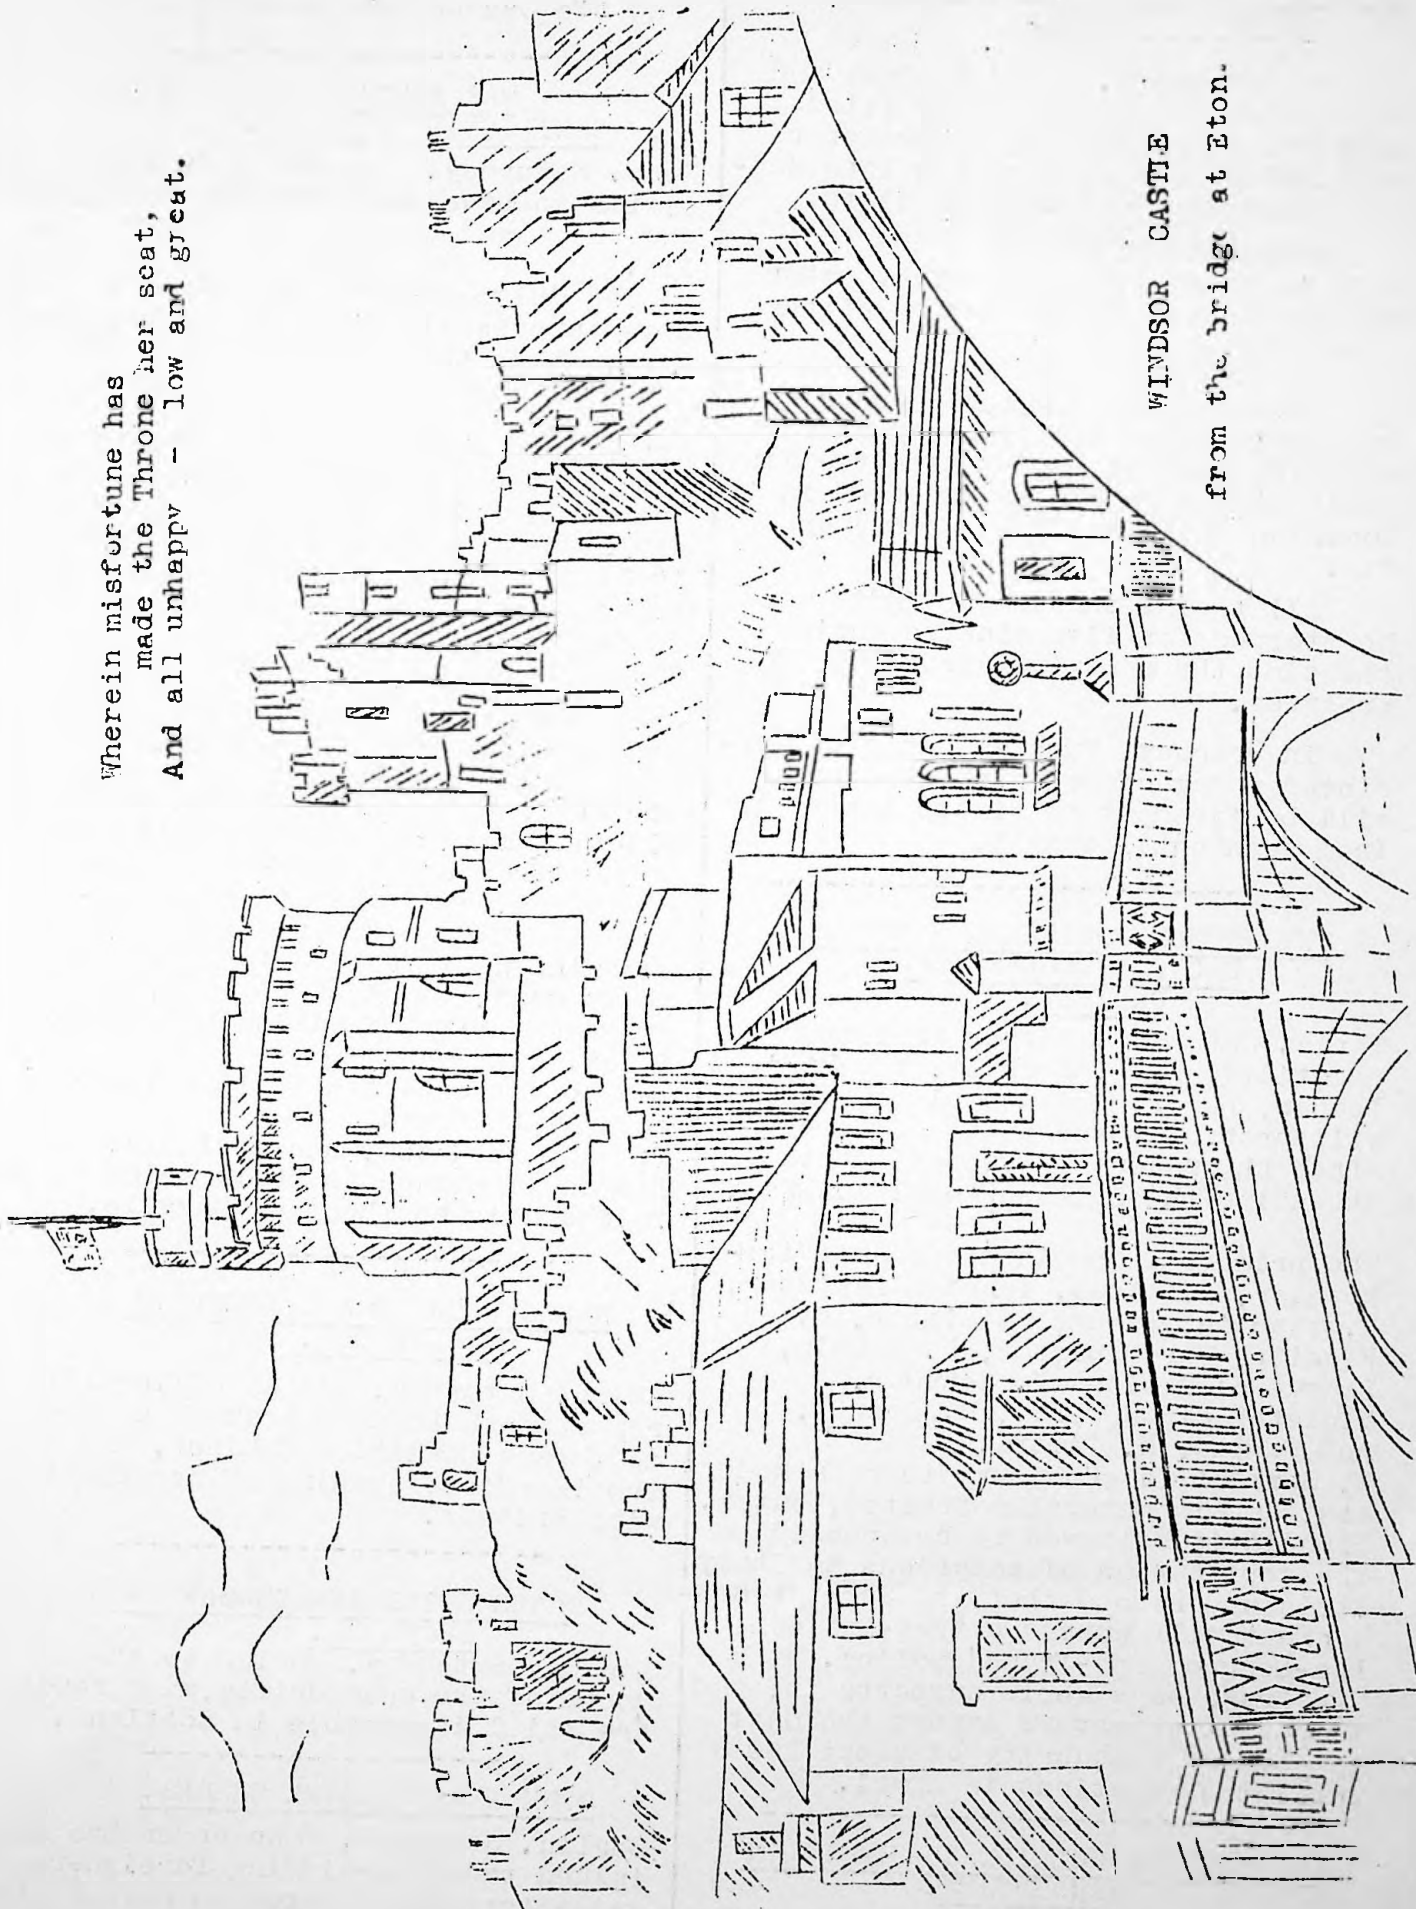 Wherein misfortune has
made the Throne her seat,
And all unhappy - low and great.
WINDSOR CASTLE
from the bridge at Eton.